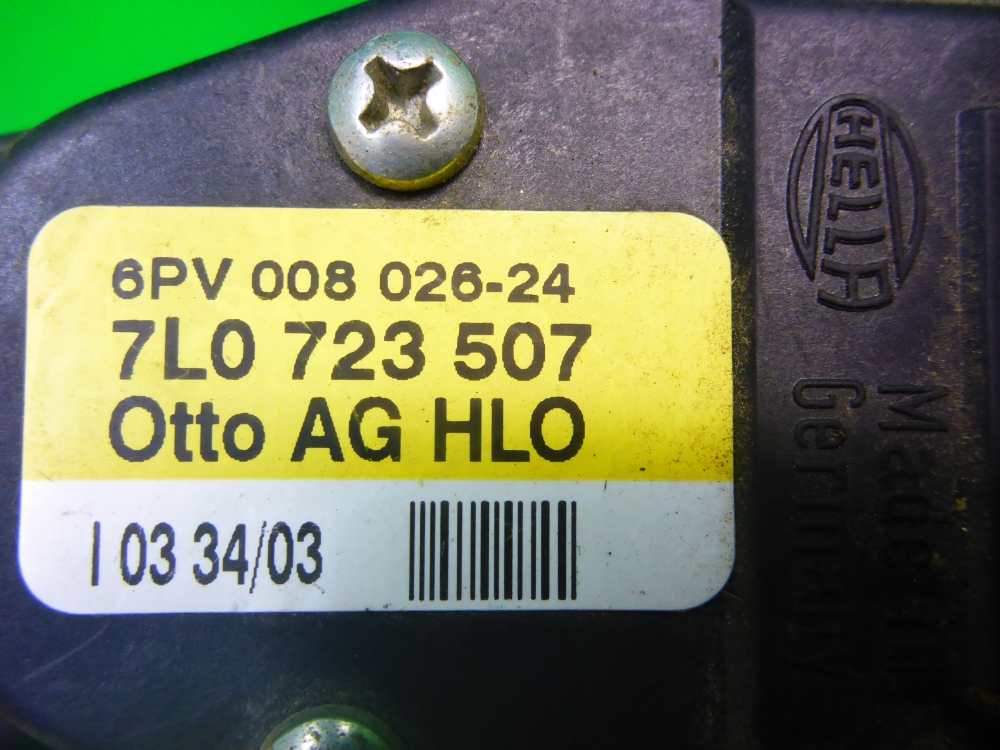 6PV 008 026-24
7L0 723 507
Otto AG HLO
I 03 34/03
HELLA
Made in
Germany